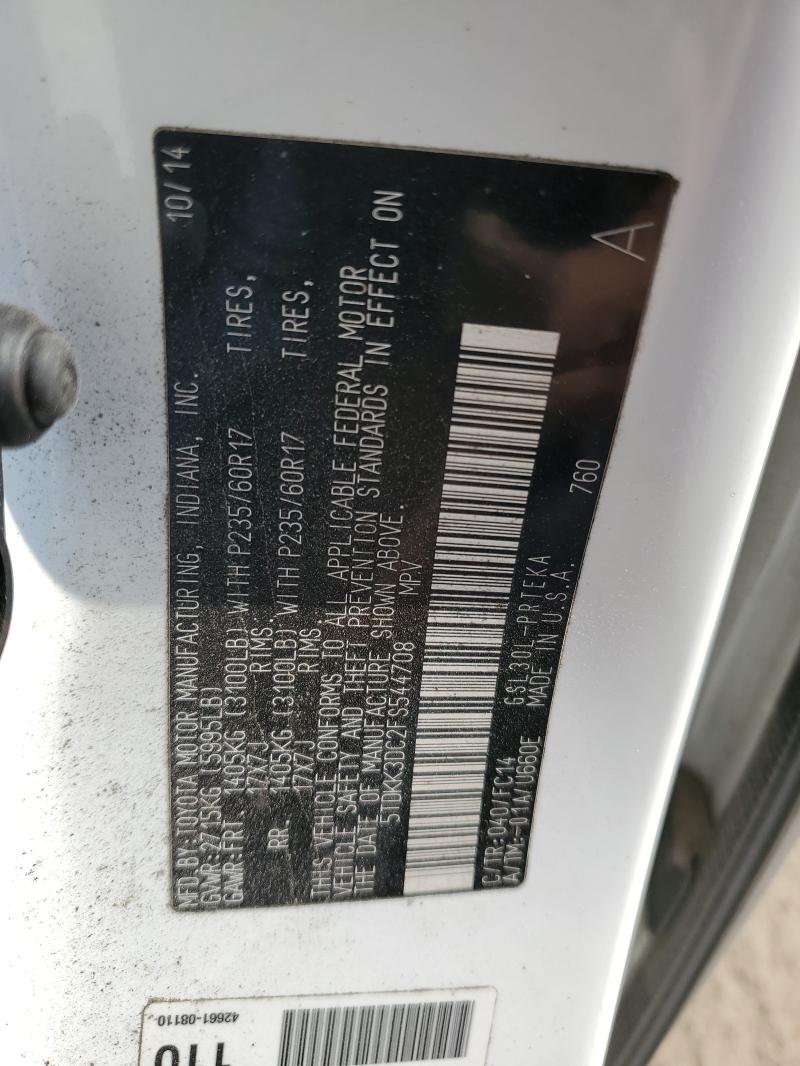 MFD.BY:TOYOTA MOTOR MANUFACTURING, INDIANA, INC. 10/14
GVWR:2715KG (5995LB)
GAWR:FRT 1405KG (3100LB) WITH P235/60R17 TIRES,
17X7J RIMS.
RR 1495KG (3100LB) WITH P235/60R17 TIRES,
17X7J RIMS
THIS VEHICLE CONFORMS TO ALL APPLICABLE FEDERAL MOTOR
VEHICLE SAFETY AND THEFT PREVENTION STANDARDS IN EFFECT ON
THE DATE OF MANUFACTURE SHOWN ABOVE.
5TDKK3DC2FS544708 MPV
C/TR:040/FC14 GSL30L-PRTEKA 760
A/TM:-01A/U660E MADE IN U.S.A.
A
42661-08110
110